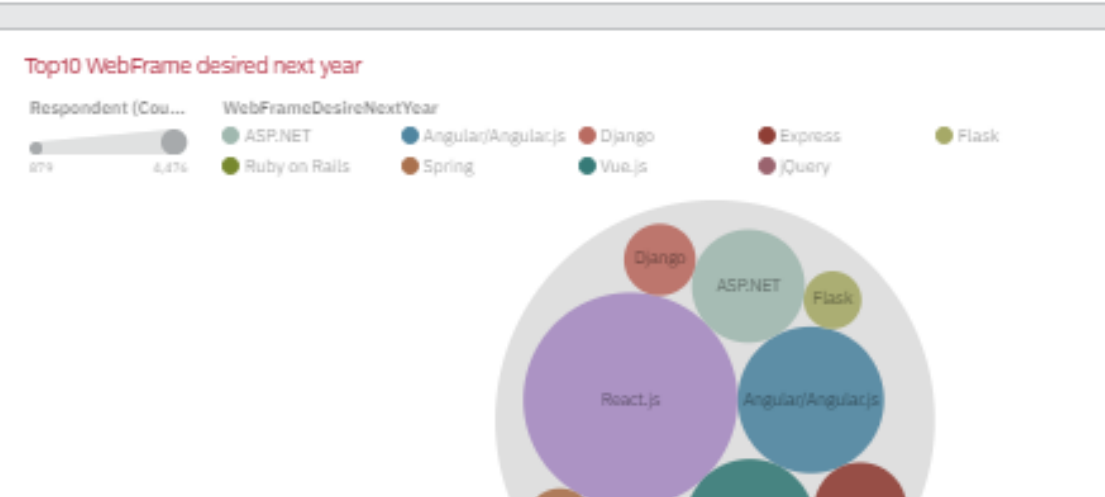 Top10 WebFrame desired next year
Respondent (Cou... WebFrameDesireNextYear
ASP.NET Angular/Angular.js Django Express Flask
879 4,476 Ruby on Rails Spring Vue.js jQuery
Django
ASP.NET
Flask
React.js Angular/Angular.js